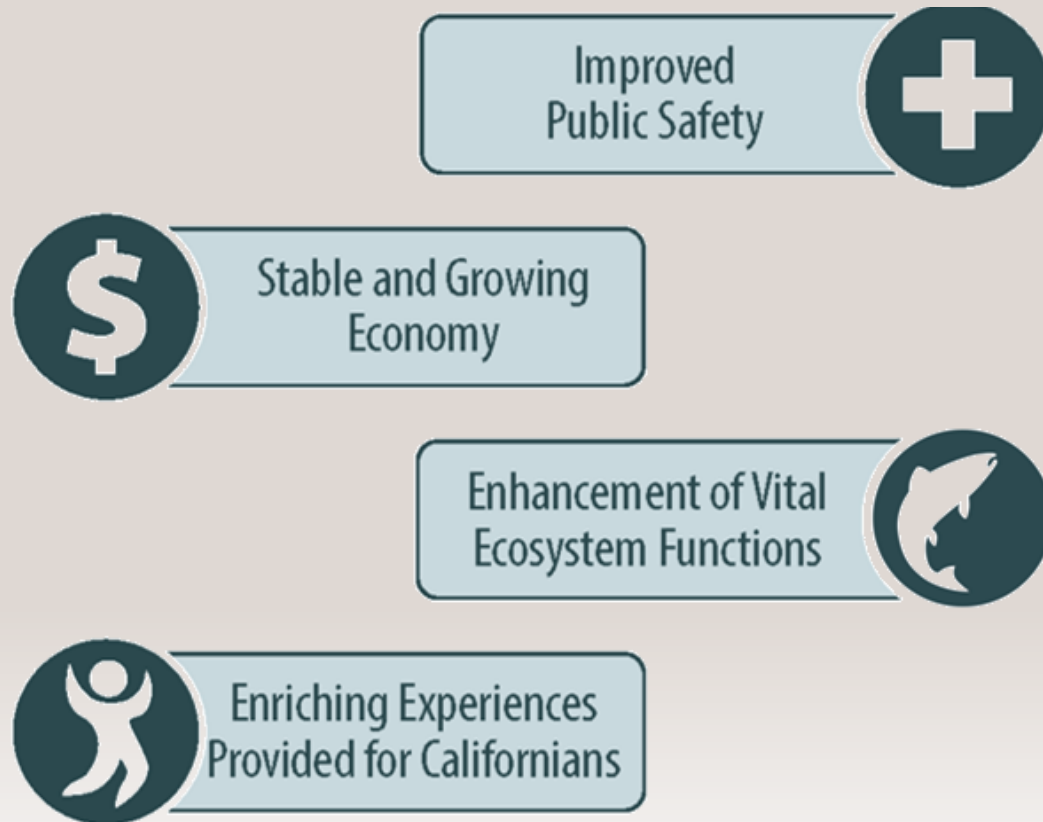 Improved
Public Safety
Stable and Growing
Economy
Enhancement of Vital
Ecosystem Functions
Enriching Experiences
Provided for Californians